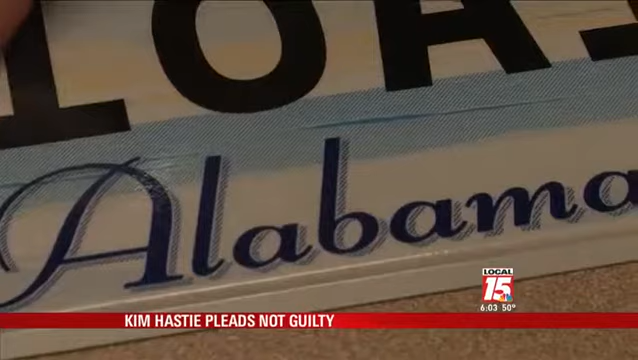 Alabama
LOCAL
15
6:03 50°
KIM HASTIE PLEADS NOT GUILTY